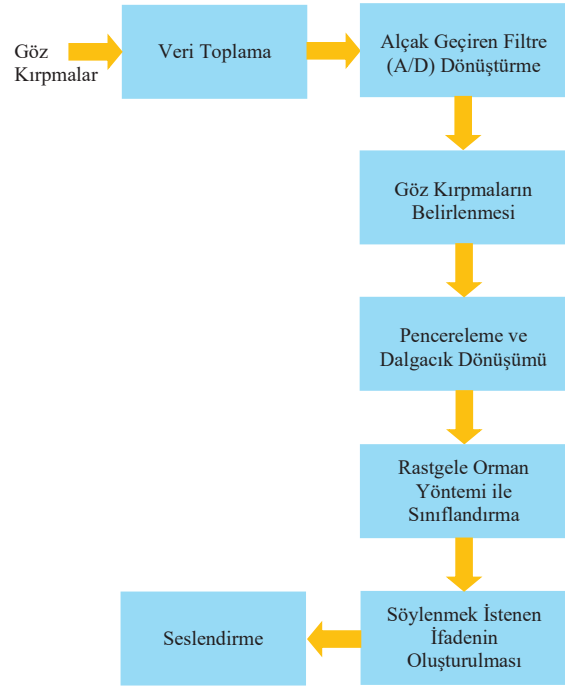 Göz
Kırpmalar
Veri Toplama
Alçak Geçiren Filtre
(A/D) Dönüştürme
Göz Kırpmaların
Belirlenmesi
Pencereleme ve
Dalgacık Dönüşümü
Rastgele Orman
Yöntemi ile
Sınıflandırma
Söylenmek İstenen
İfadenin
Oluşturulması
Seslendirme